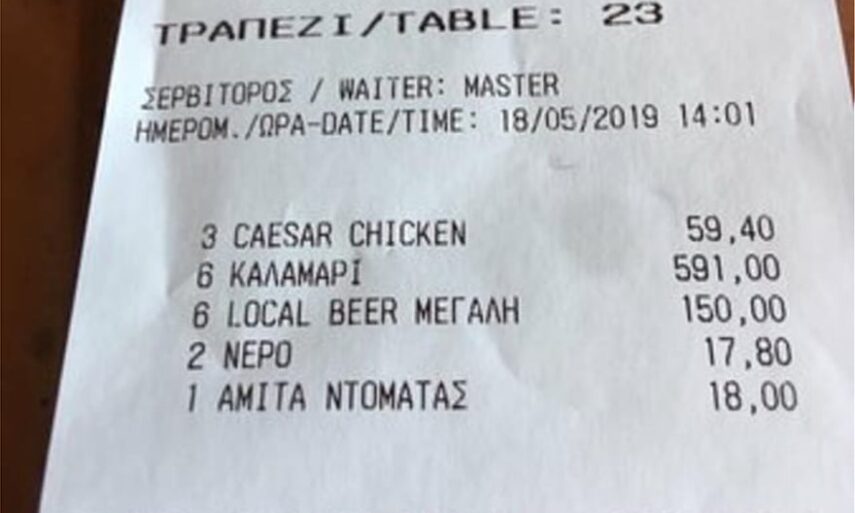 ΤΡΑΠΕΖΙ/TABLE: 23
ΣΕΡΒΙΤΟΡΟΣ / WAITER: MASTER
ΗΜΕΡΟΜ./ΩΡΑ-DATE/TIME: 18/05/2019 14:01
3 CAESAR CHICKEN 59,40
6 ΚΑΛΑΜΑΡΙ 591,00
6 LOCAL BEER ΜΕΓΑΛΗ 150,00
2 ΝΕΡΟ 17,80
1 ΑΜΙΤΑ ΝΤΟΜΑΤΑΣ 18,00